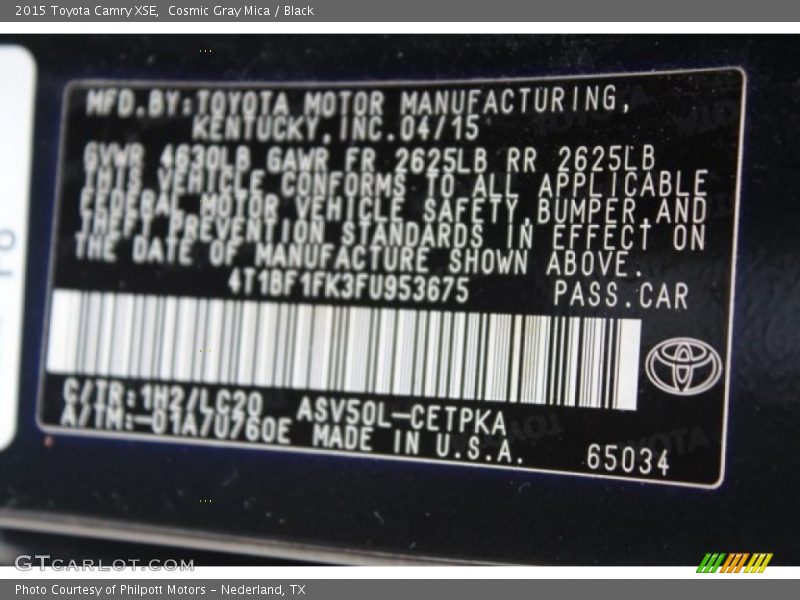 2015 Toyota Camry XSE,  Cosmic Gray Mica / Black
MFD.BY:TOYOTA MOTOR MANUFACTURING,
KENTUCKY,INC.04/15
GVWR 4630LB GAWR FR 2625LB RR 2625LB
THIS VEHICLE CONFORMS TO ALL APPLICABLE
FEDERAL MOTOR VEHICLE SAFETY,BUMPER,AND
THEFT PREVENTION STANDARDS IN EFFECT ON
THE DATE OF MANUFACTURE SHOWN ABOVE.
4T1BF1FK3FU953675 PASS.CAR
C/TR:1H2/LC20 ASV50L-CETPKA
A/TM:-01A/U760E MADE IN U.S.A.
65034
GTCARLOT.COM
Photo Courtesy of Philpott Motors - Nederland, TX